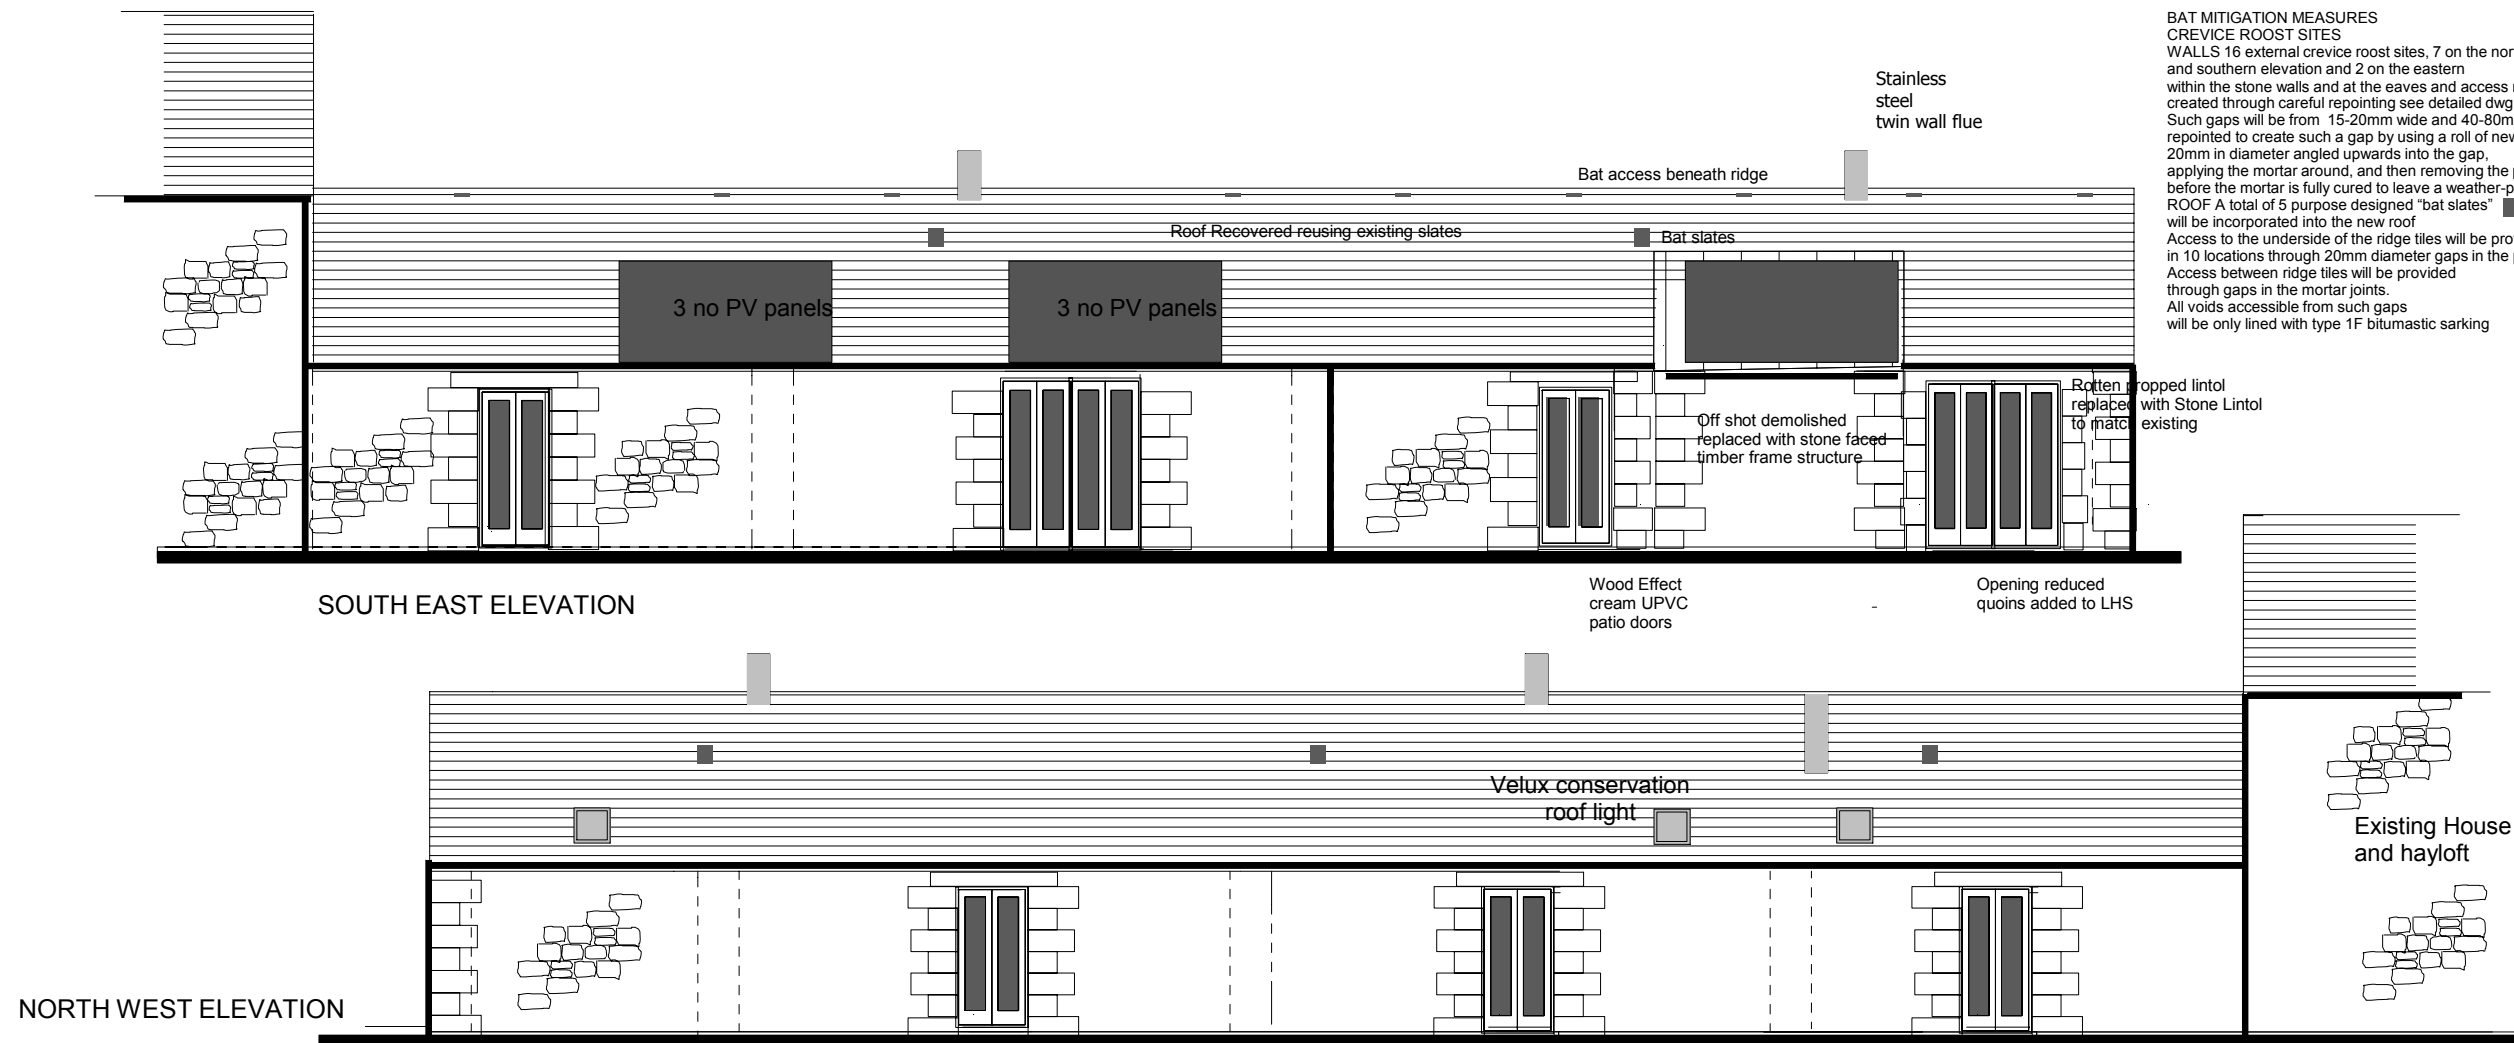 BAT MITIGATION MEASURES
CREVICE ROOST SITES
WALLS 16 external crevice roost sites, 7 on the
and southern elevation and 2 on the eastern
within the stone walls and at the eaves and access
created through careful repointing see detailed dwg
Such gaps will be from 15-20mm wide and
repointed to create such a gap by using a roll of
20mm in diameter angled upwards into the gap,
applying the mortar around, and then removing the
before the mortar is fully cured to leave a
ROOF A total of 5 purpose designed “bat slates”
will be incorporated into the new roof
Access to the underside of the ridge tiles will be
in 10 locations through 20mm diameter gaps in the
Access between ridge tiles will be provided
through gaps in the mortar joints.
All voids accessible from such gaps
will be only lined with type 1F bitumastic sarking
Stainless
steel
twin wall flue
Bat access beneath ridge
Roof Recovered reusing existing slates
Bat slates
3 no PV panels
3 no PV panels
Rotten propped lintol
replaced with Stone Lintol
to match existing
Off shot demolished
replaced with stone faced
timber frame structure
Wood Effect
cream UPVC
patio doors
Opening reduced
quoins added to LHS
SOUTH EAST ELEVATION
Velux conservation
roof light
Existing House
and hayloft
NORTH WEST ELEVATION